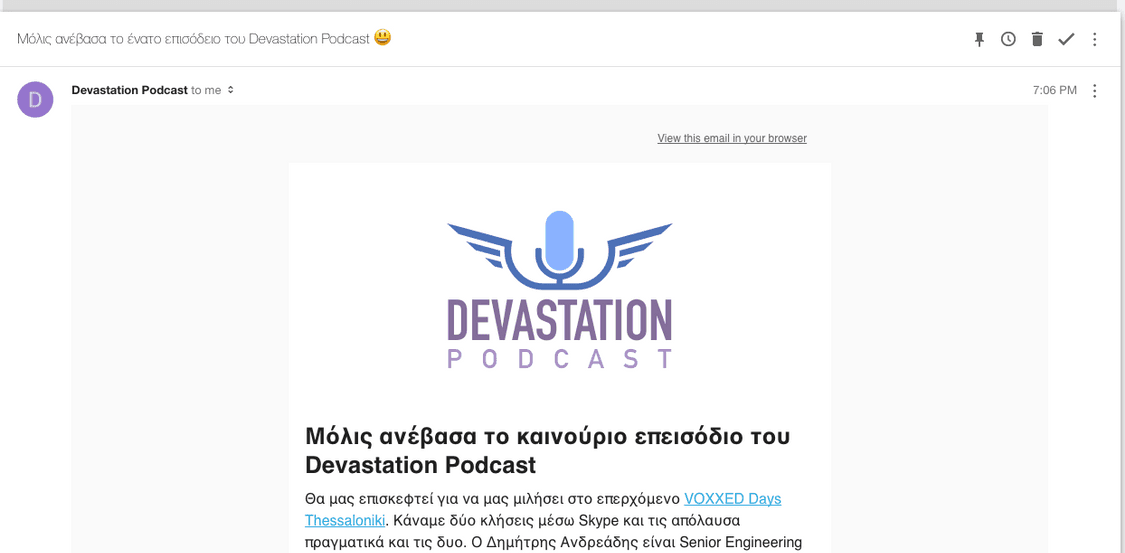 Μόλις ανέβασα το ένατο επισόδειο του Devastation Podcast 😃
D
Devastation Podcast to me
7:06 PM
View this email in your browser
DEVASTATION
PODCAST
Μόλις ανέβασα το καινούριο επεισόδιο του
Devastation Podcast
Θα μας επισκεφτεί για να μας μιλήσει στο επερχόμενο VOXXED Days
Thessaloniki. Κάναμε δύο κλήσεις μέσω Skype και τις απόλαυσα
πραγματικά και τις δυο. Ο Δημήτρης Ανδρεάδης είναι Senior Engineering